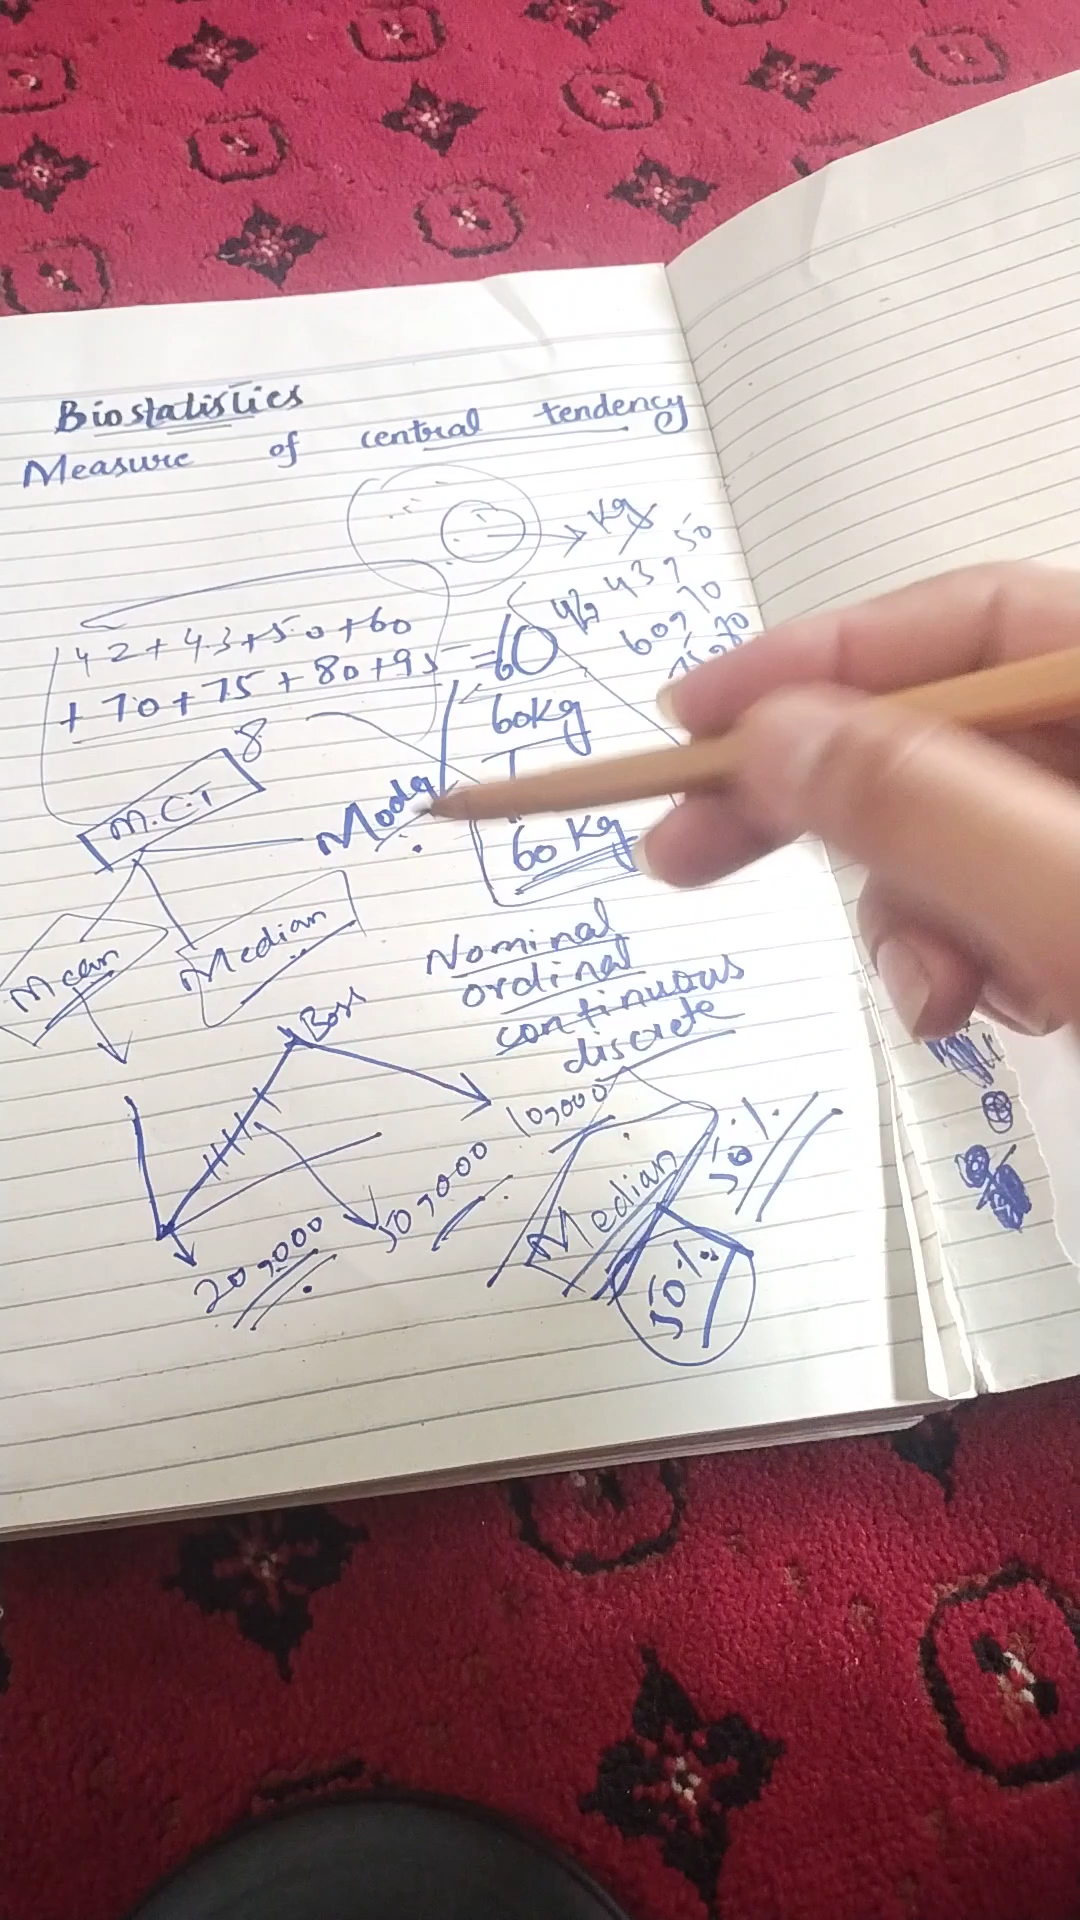 Biostatistics
Measure of central tendency
Kgs
50
42 43,
42+43+50+60
60, 70
+70+75+80+95 =60
8
60kg
M.C.T
Mode
60 Kg
Mean
Median
Nominal
ordinal
continuous
discrete
Boss
10,000
50,000
20,000
Median
50%
50%